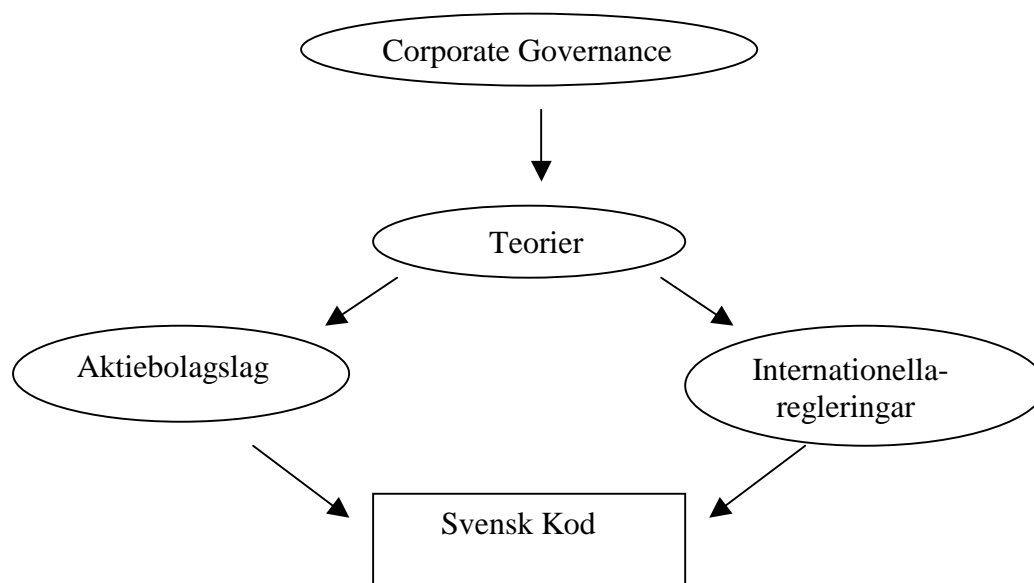 Corporate Governance
Teorier
Aktiebolagslag
Internationella-
regleringar
Svensk Kod